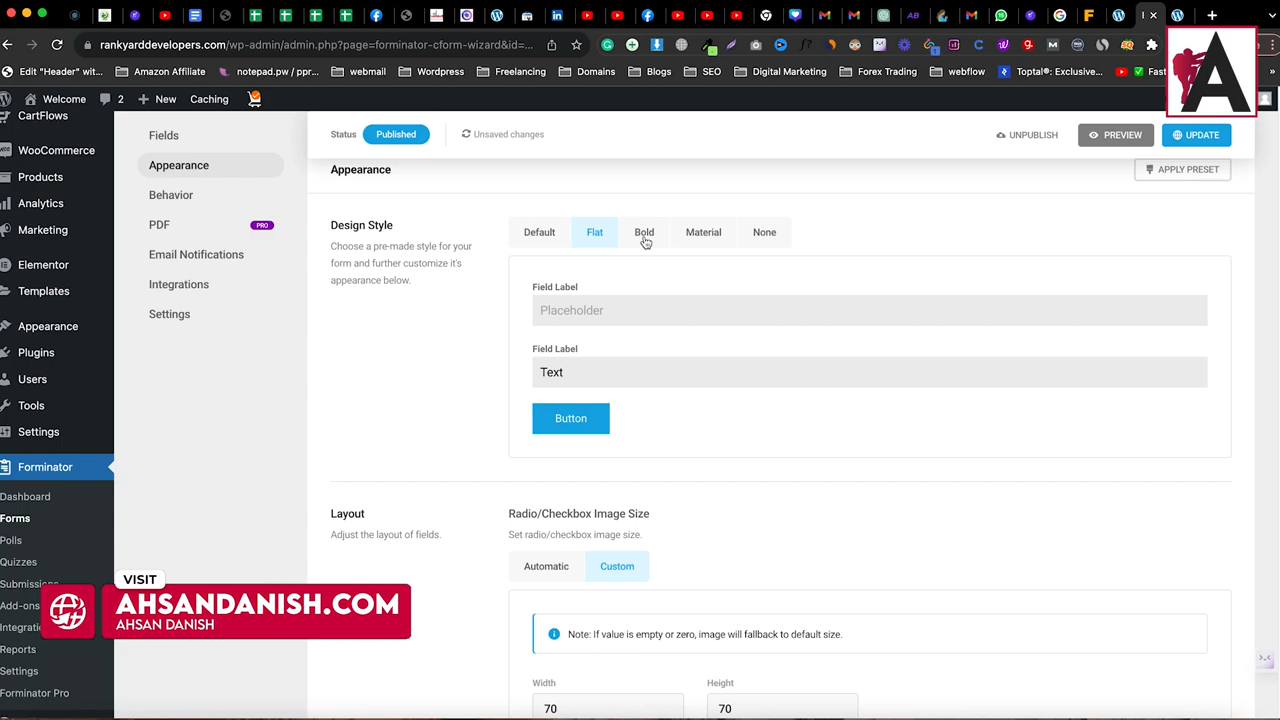 rankyarddevelopers.com/wp-admin/admin.php?page=forminator-cform-wizard&id=...
Edit "Header" wit...
Amazon Affiliate
notepad.pw / prr...
webmail
Wordpress
Freelancing
Domains
Blogs
SEO
Digital Marketing
Forex Trading
webflow
Toptal®: Exclusive...
Fast
A
Welcome
2
New
Caching
CartFlows
WooCommerce
Products
Analytics
Marketing
Elementor
Templates
Appearance
Plugins
Users
Tools
Settings
Forminator
Dashboard
Forms
Polls
Quizzes
Submissions
Add-ons
Integrati
Reports
Settings
Forminator Pro
Fields
Appearance
Behavior
PDF
PRO
Email Notifications
Integrations
Settings
Status
Published
Unsaved changes
UNPUBLISH
PREVIEW
UPDATE
Appearance
APPLY PRESET
Design Style
Choose a pre-made style for your
form and further customize it's
appearance below.
Default
Flat
Bold
Material
None
Field Label
Placeholder
Field Label
Text
Button
Layout
Adjust the layout of fields.
Radio/Checkbox Image Size
Set radio/checkbox image size.
Automatic
Custom
Note: If value is empty or zero, image will fallback to default size.
Width
Height
70
70
VISIT
AHSANDANISH.COM
AHSAN DANISH